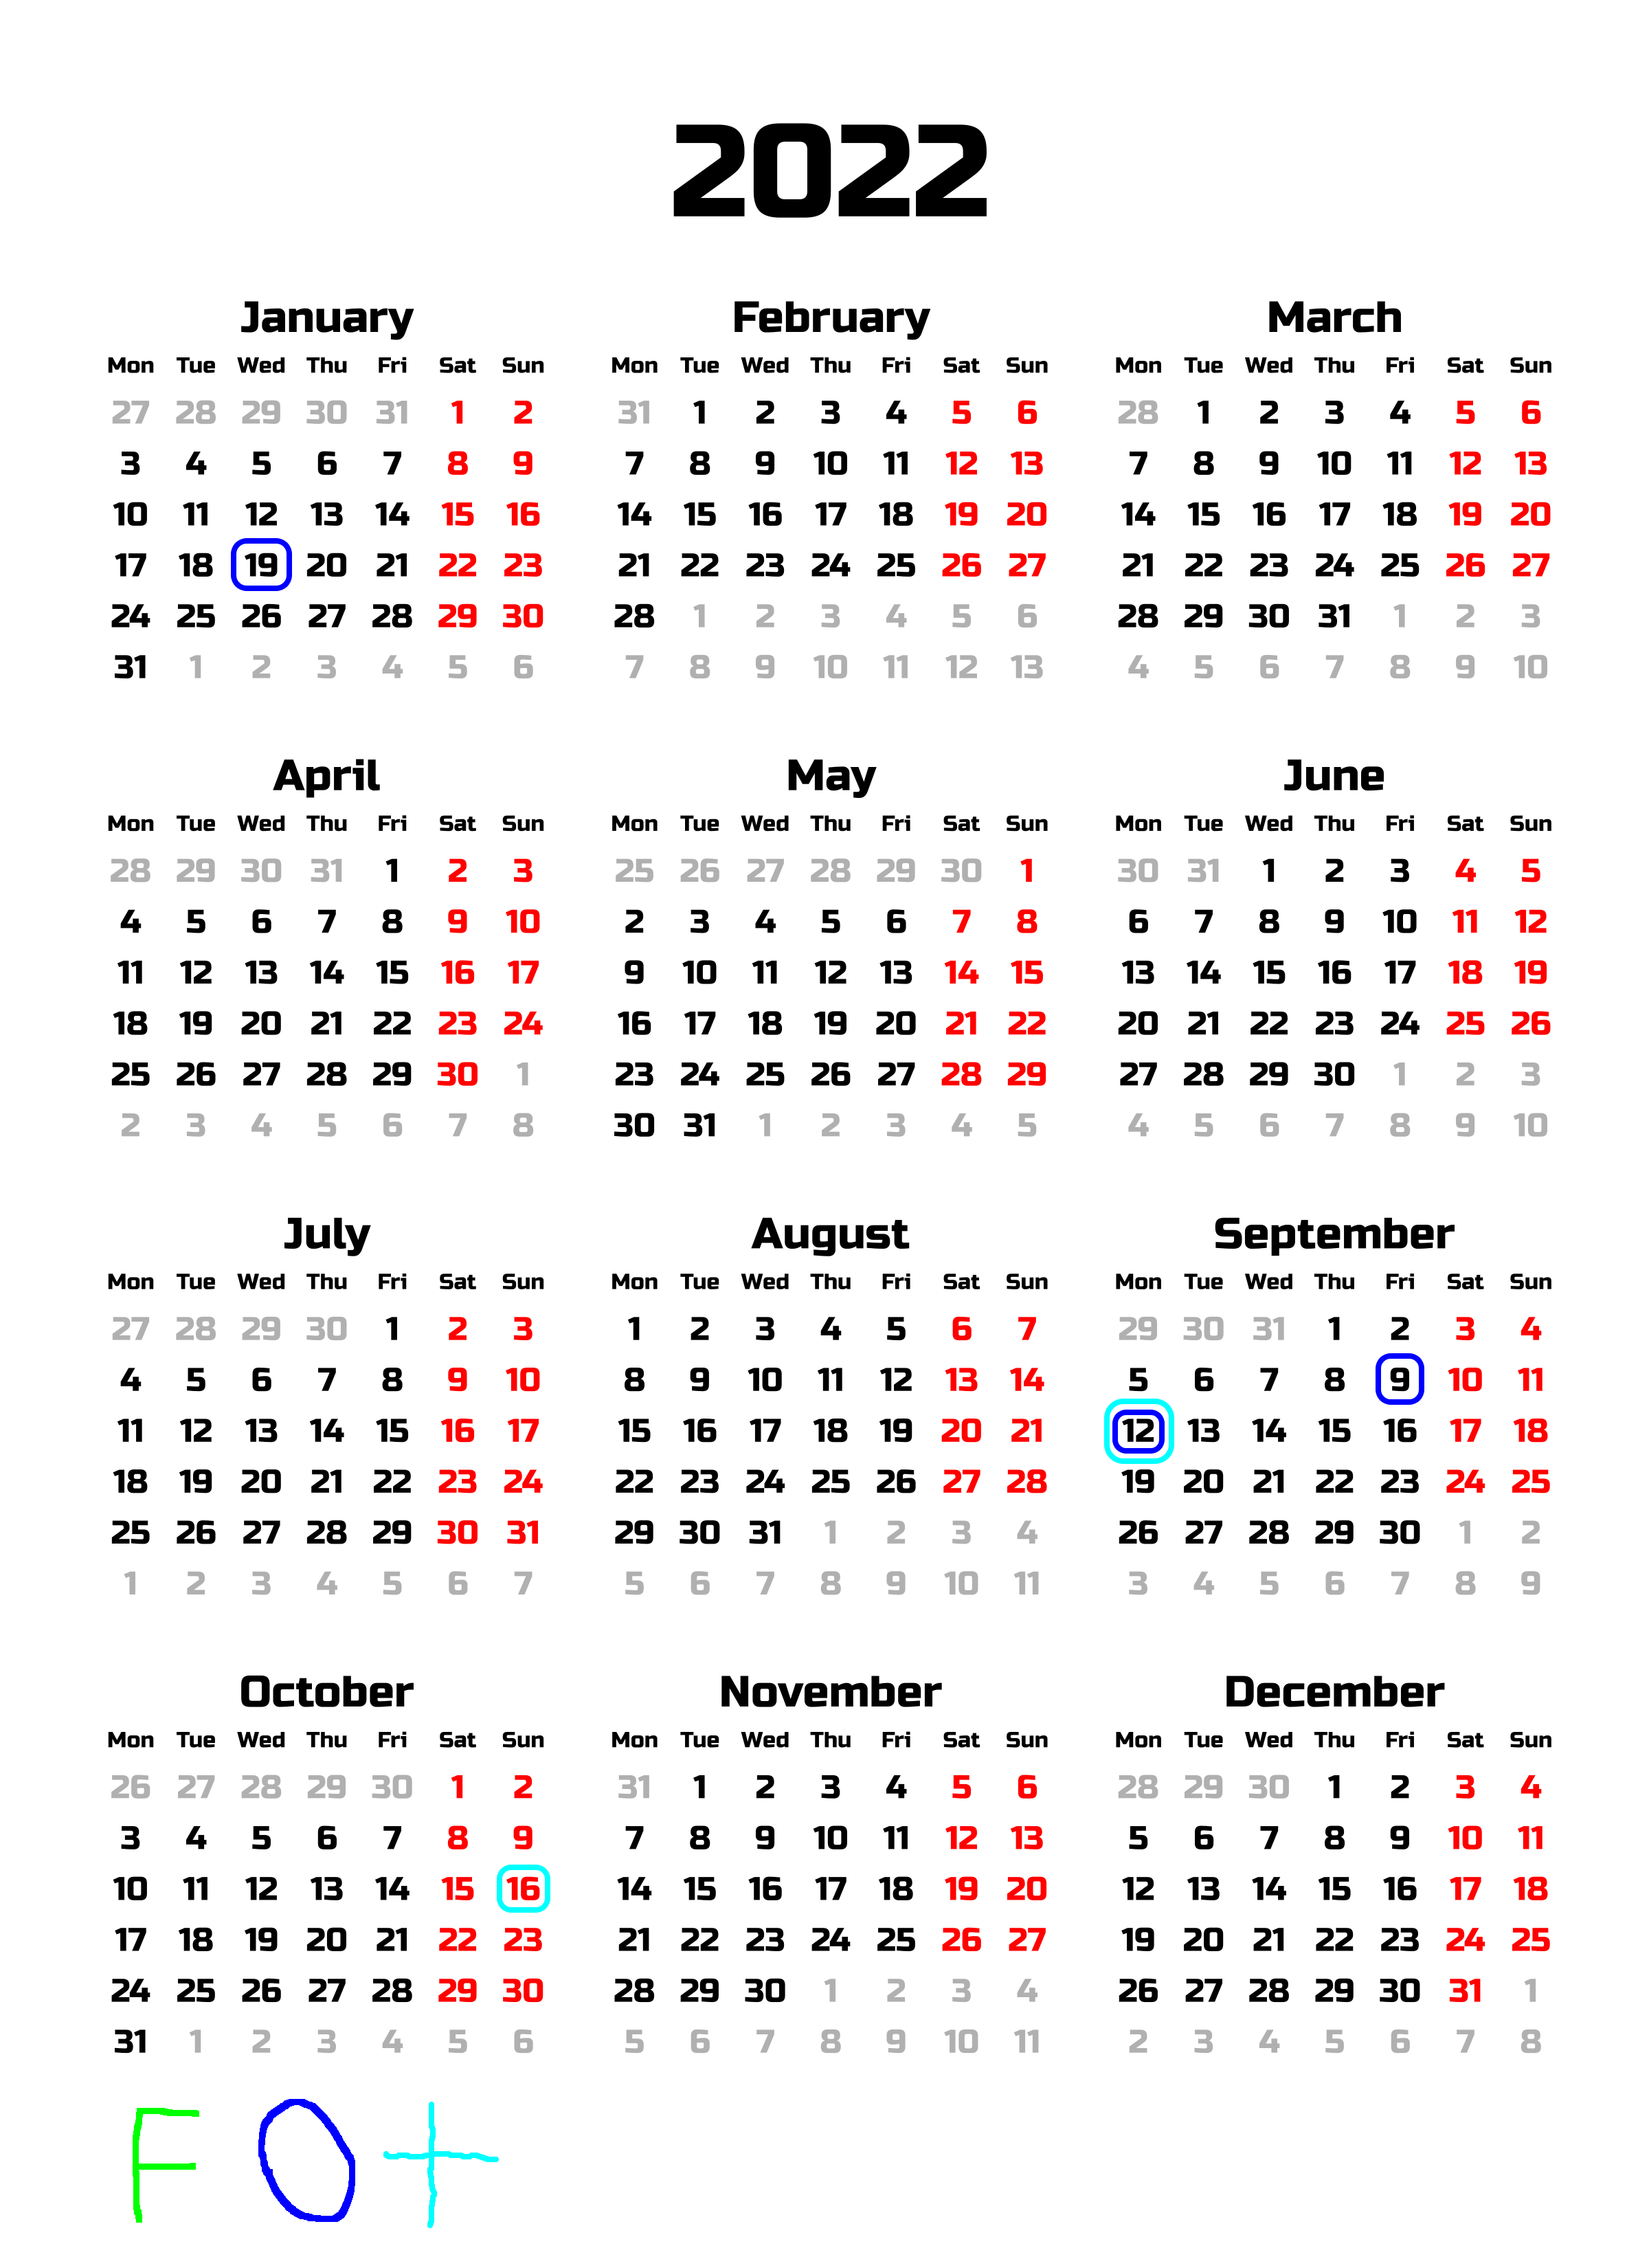 2022
January February March
Mon Tue Wed Thu Fri Sat Sun Mon Tue Wed Thu Fri Sat Sun Mon Tue Wed Thu Fri Sat Sun
27 28 29 30 31 1 2 31 1 2 3 4 5 6 28 1 2 3 4 5 6
3 4 5 6 7 8 9 7 8 9 10 11 12 13 7 8 9 10 11 12 13
10 11 12 13 14 15 16 14 15 16 17 18 19 20 14 15 16 17 18 19 20
17 18 19 20 21 22 23 21 22 23 24 25 26 27 21 22 23 24 25 26 27
24 25 26 27 28 29 30 28 1 2 3 4 5 6 28 29 30 31 1 2 3
31 1 2 3 4 5 6 7 8 9 10 11 12 13 4 5 6 7 8 9 10
April May June
Mon Tue Wed Thu Fri Sat Sun Mon Tue Wed Thu Fri Sat Sun Mon Tue Wed Thu Fri Sat Sun
28 29 30 31 1 2 3 25 26 27 28 29 30 1 30 31 1 2 3 4 5
4 5 6 7 8 9 10 2 3 4 5 6 7 8 6 7 8 9 10 11 12
11 12 13 14 15 16 17 9 10 11 12 13 14 15 13 14 15 16 17 18 19
18 19 20 21 22 23 24 16 17 18 19 20 21 22 20 21 22 23 24 25 26
25 26 27 28 29 30 1 23 24 25 26 27 28 29 27 28 29 30 1 2 3
2 3 4 5 6 7 8 30 31 1 2 3 4 5 4 5 6 7 8 9 10
July August September
Mon Tue Wed Thu Fri Sat Sun Mon Tue Wed Thu Fri Sat Sun Mon Tue Wed Thu Fri Sat Sun
27 28 29 30 1 2 3 1 2 3 4 5 6 7 29 30 31 1 2 3 4
4 5 6 7 8 9 10 8 9 10 11 12 13 14 5 6 7 8 9 10 11
11 12 13 14 15 16 17 15 16 17 18 19 20 21 12 13 14 15 16 17 18
18 19 20 21 22 23 24 22 23 24 25 26 27 28 19 20 21 22 23 24 25
25 26 27 28 29 30 31 29 30 31 1 2 3 4 26 27 28 29 30 1 2
1 2 3 4 5 6 7 5 6 7 8 9 10 11 3 4 5 6 7 8 9
October November December
Mon Tue Wed Thu Fri Sat Sun Mon Tue Wed Thu Fri Sat Sun Mon Tue Wed Thu Fri Sat Sun
26 27 28 29 30 1 2 31 1 2 3 4 5 6 28 29 30 1 2 3 4
3 4 5 6 7 8 9 7 8 9 10 11 12 13 5 6 7 8 9 10 11
10 11 12 13 14 15 16 14 15 16 17 18 19 20 12 13 14 15 16 17 18
17 18 19 20 21 22 23 21 22 23 24 25 26 27 19 20 21 22 23 24 25
24 25 26 27 28 29 30 28 29 30 1 2 3 4 26 27 28 29 30 31 1
31 1 2 3 4 5 6 5 6 7 8 9 10 11 2 3 4 5 6 7 8
F O +